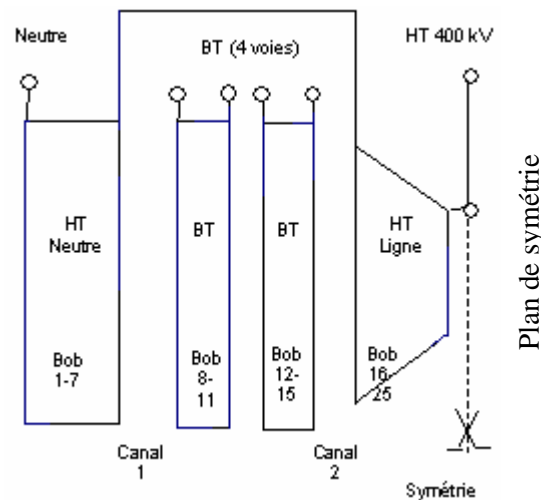 Neutre
BT (4 voies)
HT 400 kV
HT
Neutre
BT
BT
HT
Ligne
Bob
1-7
Bob
8-
11
Bob
12-
15
Bob
16-
25
Canal
1
Canal
2
Symétrie
Plan de symétrie